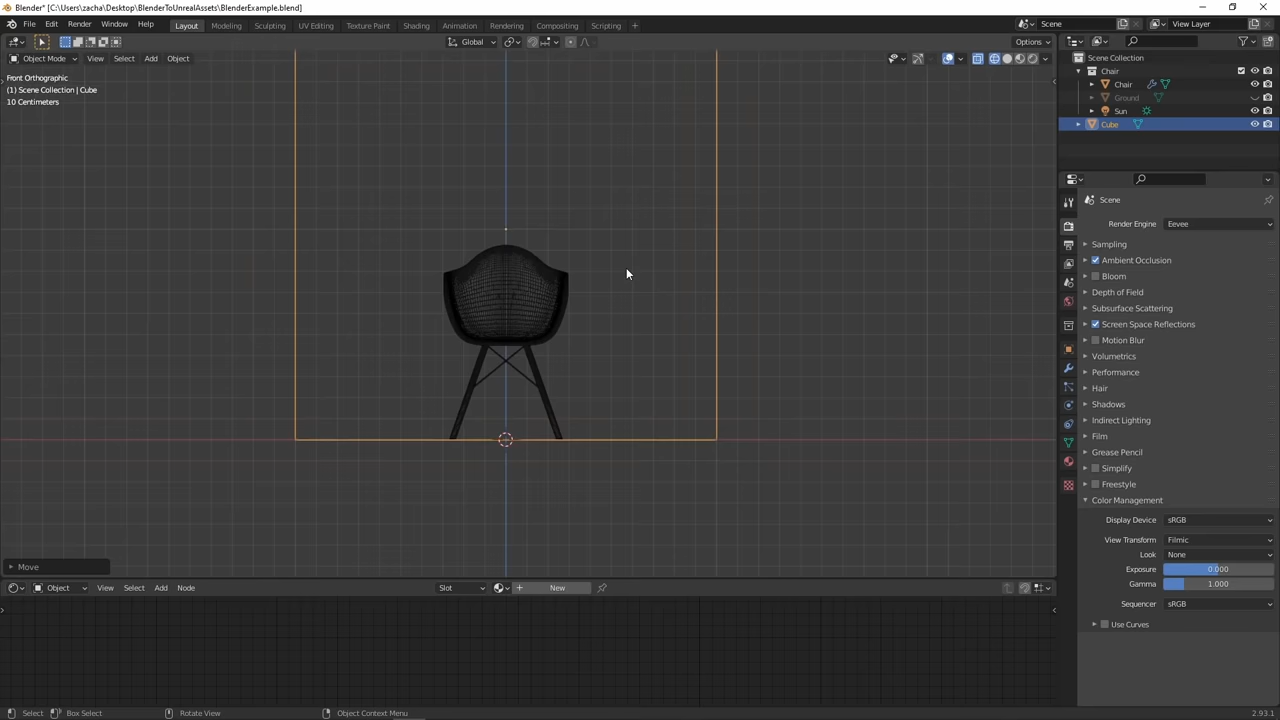 Blender* [C:\Users\zacha\Desktop\BlenderToUnrealAssets\BlenderExample.blend]
File Edit Render Window Help Layout Modeling Sculpting UV Editing Texture Paint Shading Animation Rendering Compositing Scripting + Scene View Layer
Global Options
Object Mode View Select Add Object
Front Orthographic
(1) Scene Collection | Cube
10 Centimeters
Scene Collection
Chair
Chair
Ground
Sun
Cube
Scene
Render Engine Eevee
Sampling
Ambient Occlusion
Bloom
Depth of Field
Subsurface Scattering
Screen Space Reflections
Motion Blur
Volumetrics
Performance
Hair
Shadows
Indirect Lighting
Film
Grease Pencil
Simplify
Freestyle
Color Management
Display Device sRGB
View Transform Filmic
Look None
Exposure 0.000
Gamma 1.000
Sequencer sRGB
Use Curves
Move
Object View Select Add Node Slot + New
Select Box Select Rotate View Object Context Menu 2.93.1